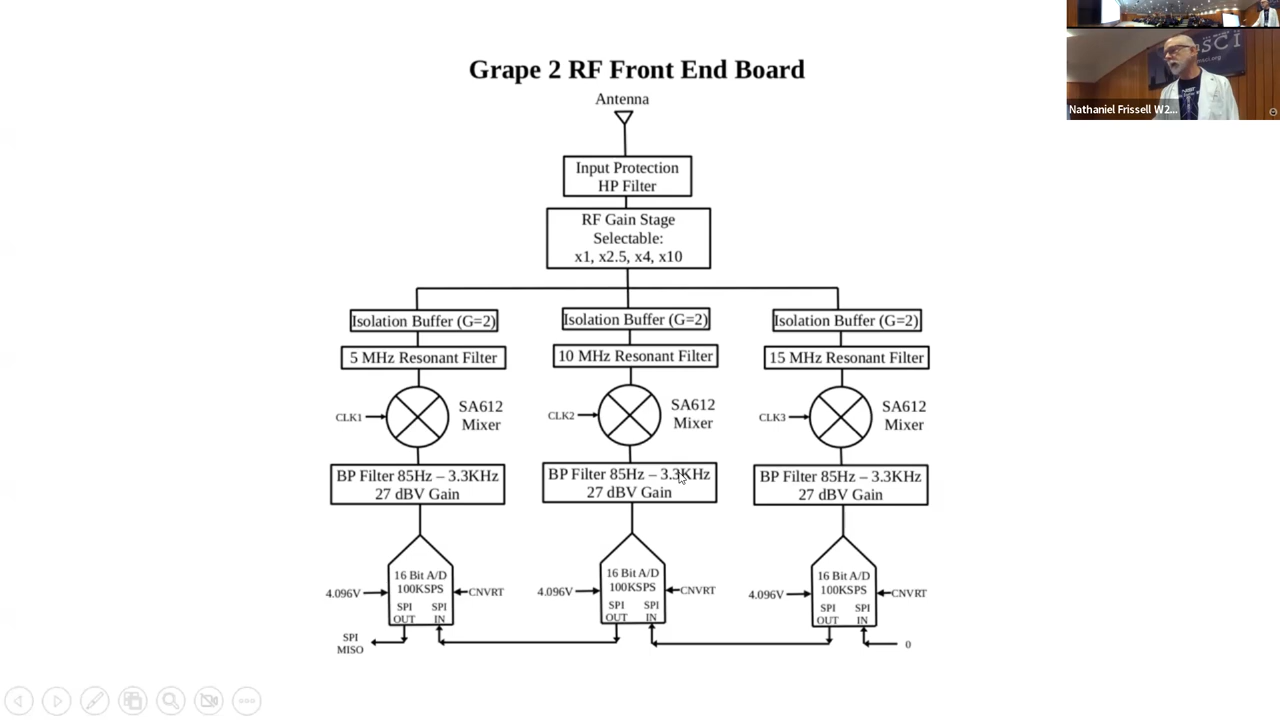 Grape 2 RF Front End Board
Antenna
Input Protection
HP Filter
RF Gain Stage
Selectable:
x1, x2.5, x4, x10
Isolation Buffer (G=2)
Isolation Buffer (G=2)
Isolation Buffer (G=2)
5 MHz Resonant Filter
10 MHz Resonant Filter
15 MHz Resonant Filter
CLK1
SA612
Mixer
CLK2
SA612
Mixer
CLK3
SA612
Mixer
BP Filter 85Hz – 3.3KHz
27 dBV Gain
BP Filter 85Hz – 3.3KHz
27 dBV Gain
BP Filter 85Hz – 3.3KHz
27 dBV Gain
4.096V
16 Bit A/D
100KSPS
SPI SPI
OUT IN
CNVRT
4.096V
16 Bit A/D
100KSPS
SPI SPI
OUT IN
CNVRT
4.096V
16 Bit A/D
100KSPS
SPI SPI
OUT IN
CNVRT
SPI
MISO
0
SCI
Nathaniel Frissell W2...